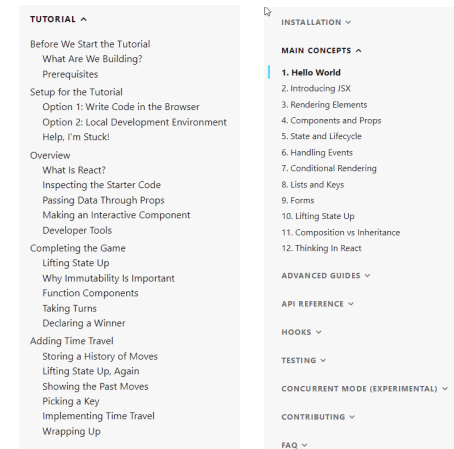 TUTORIAL
Before We Start the Tutorial
What Are We Building?
Prerequisites
Setup for the Tutorial
Option 1: Write Code in the Browser
Option 2: Local Development Environment
Help, I'm Stuck!
Overview
What Is React?
Inspecting the Starter Code
Passing Data Through Props
Making an Interactive Component
Developer Tools
Completing the Game
Lifting State Up
Why Immutability Is Important
Function Components
Taking Turns
Declaring a Winner
Adding Time Travel
Storing a History of Moves
Lifting State Up, Again
Showing the Past Moves
Picking a Key
Implementing Time Travel
Wrapping Up
INSTALLATION
MAIN CONCEPTS
1. Hello World
2. Introducing JSX
3. Rendering Elements
4. Components and Props
5. State and Lifecycle
6. Handling Events
7. Conditional Rendering
8. Lists and Keys
9. Forms
10. Lifting State Up
11. Composition vs Inheritance
12. Thinking In React
ADVANCED GUIDES
API REFERENCE
HOOKS
TESTING
CONCURRENT MODE (EXPERIMENTAL)
CONTRIBUTING
FAQ